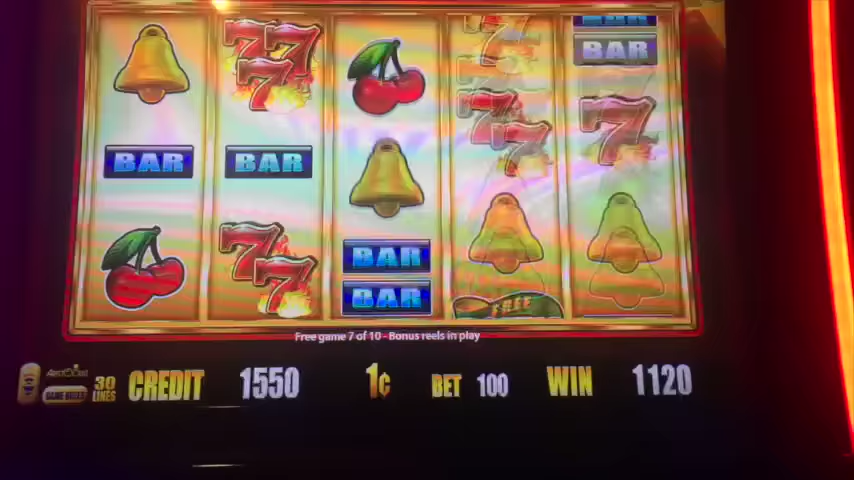 BAR
BAR BAR
BAR
BAR
FREE
Free game 7 of 10 - Bonus reels in play
30 LINES CREDIT 1550 1¢ BET 100 WIN 1120